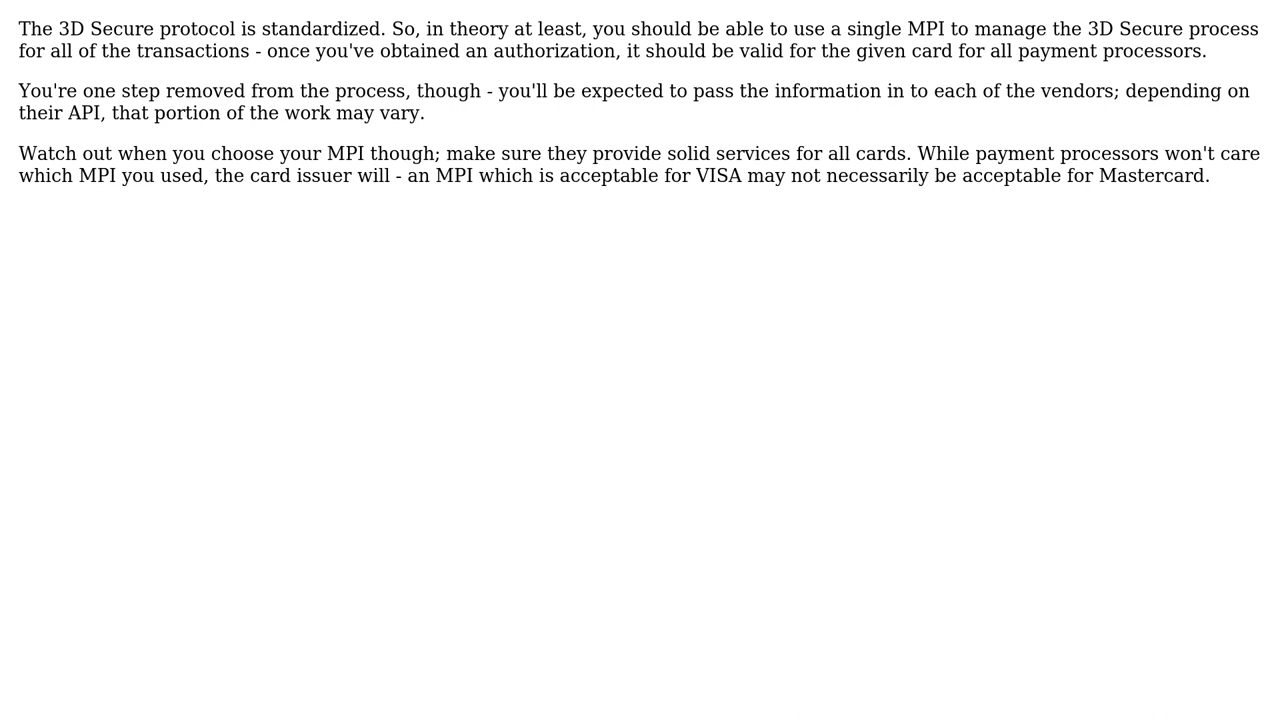 The 3D Secure protocol is standardized. So, in theory at least, you should be able to use a single MPI to manage the 3D Secure process
for all of the transactions - once you've obtained an authorization, it should be valid for the given card for all payment processors.
You're one step removed from the process, though - you'll be expected to pass the information in to each of the vendors; depending on
their API, that portion of the work may vary.
Watch out when you choose your MPI though; make sure they provide solid services for all cards. While payment processors won't care
which MPI you used, the card issuer will - an MPI which is acceptable for VISA may not necessarily be acceptable for Mastercard.